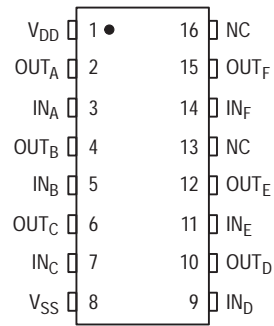 V_DD 1 16 NC
OUT_A 2 15 OUT_F
IN_A 3 14 IN_F
OUT_B 4 13 NC
IN_B 5 12 OUT_E
OUT_C 6 11 IN_E
IN_C 7 10 OUT_D
V_SS 8 9 IN_D